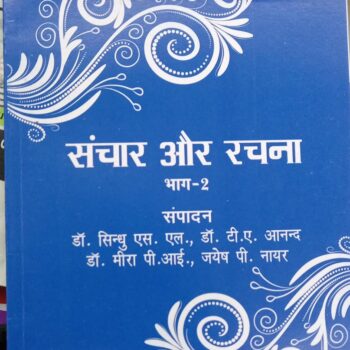 संचार और रचना
भाग-2
संपादन
डॉ. सिन्धु एस. एल., डॉ. टी.ए. आनन्द
डॉ. मीरा पी.आई., जयेष पी. नायर